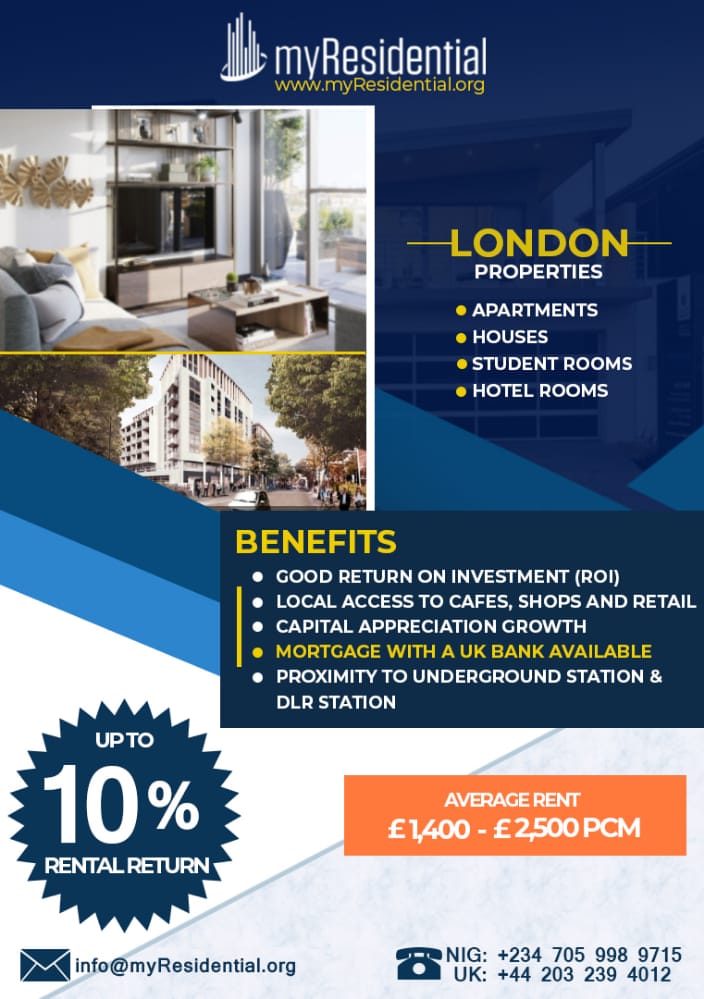 myResidential
www.myResidential.org
LONDON
PROPERTIES
APARTMENTS
HOUSES
STUDENT ROOMS
HOTEL ROOMS
BENEFITS
GOOD RETURN ON INVESTMENT (ROI)
LOCAL ACCESS TO CAFES, SHOPS AND RETAIL
CAPITAL APPRECIATION GROWTH
MORTGAGE WITH A UK BANK AVAILABLE
PROXIMITY TO UNDERGROUND STATION &
DLR STATION
UP TO
10%
RENTAL RETURN
AVERAGE RENT
£1,400 - £2,500 PCM
info@myResidential.org
NIG: +234 705 998 9715
UK: +44 203 239 4012